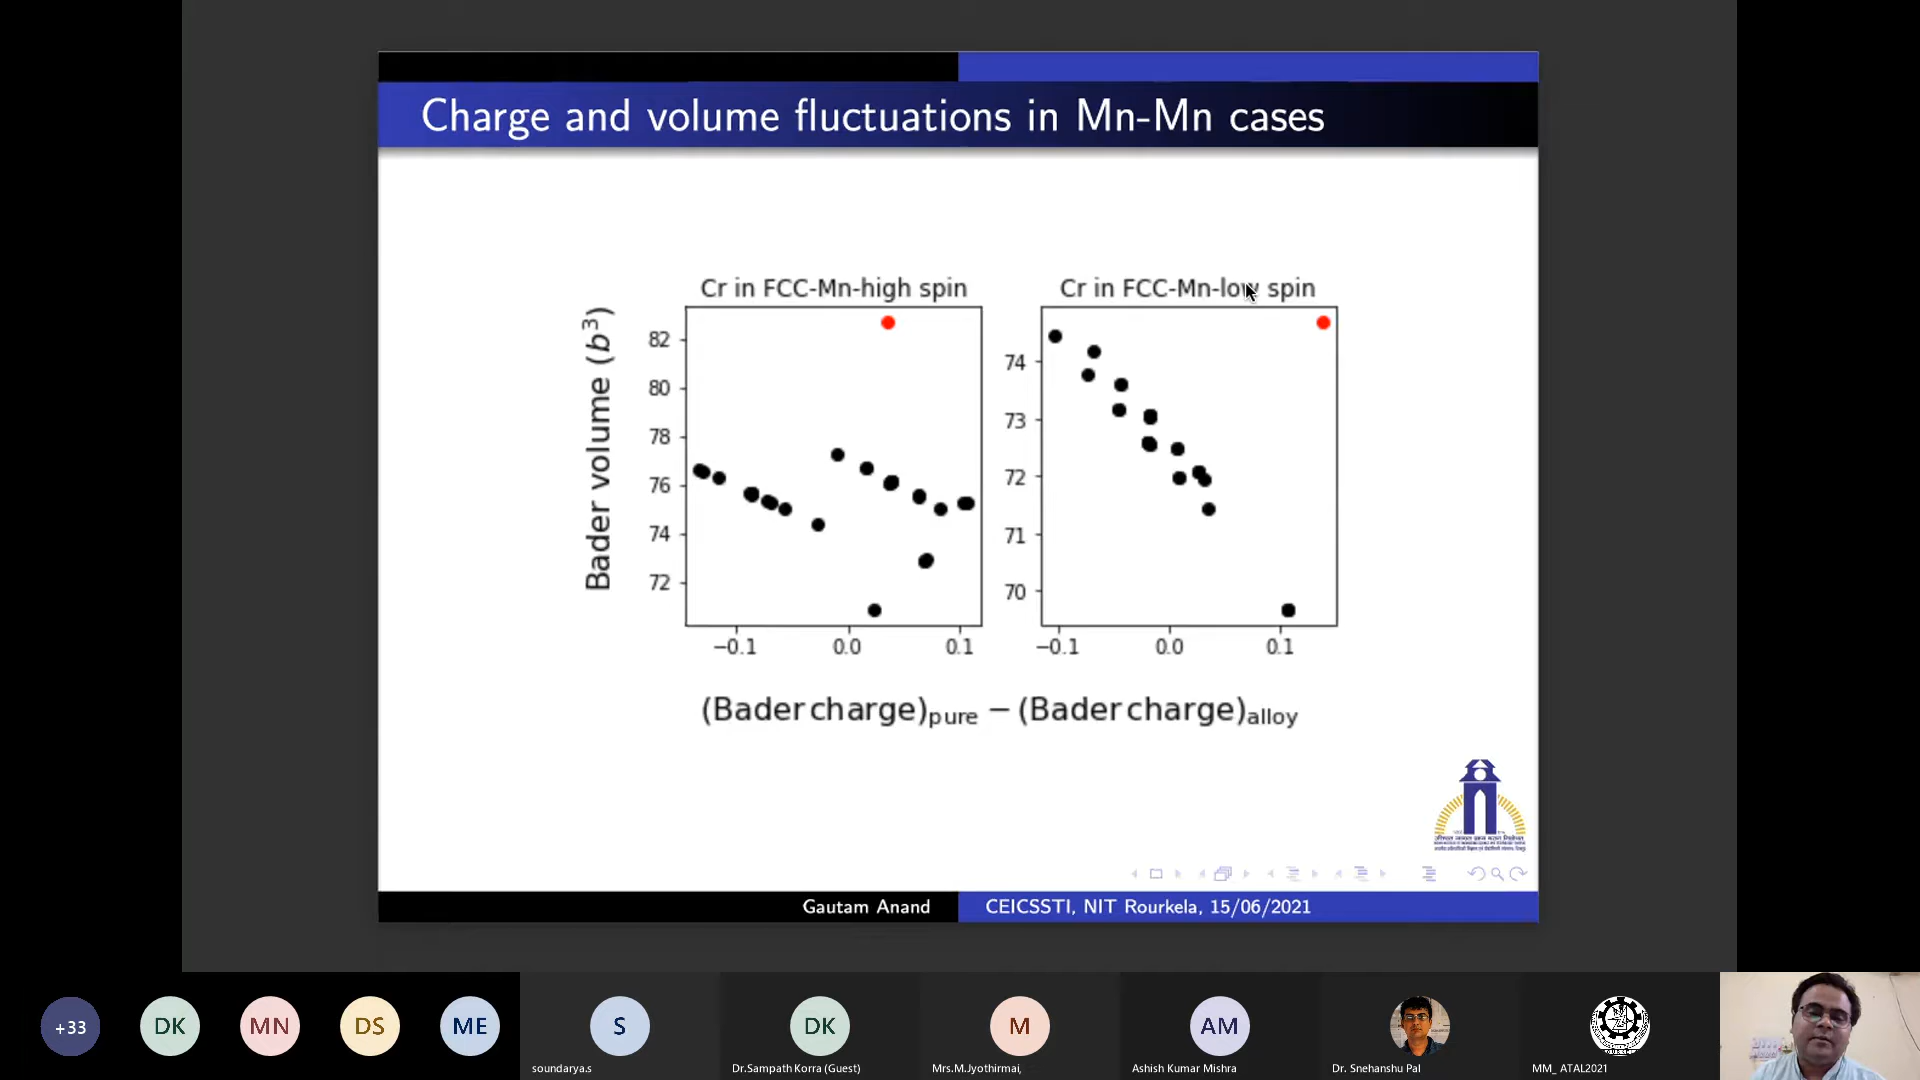 Charge and volume fluctuations in Mn-Mn cases
Cr in FCC-Mn-high spin
Cr in FCC-Mn-low spin
Bader volume (b³)
82
80
78
76
74
72
−0.1 0.0 0.1
74
73
72
71
70
−0.1 0.0 0.1
(Bader charge)pure − (Bader charge)alloy
Gautam Anand
CEICSSTI, NIT Rourkela, 15/06/2021
+33
DK
MN
DS
ME
S
soundarya.s
DK
Dr.Sampath Korra (Guest)
M
Mrs.M.Jyothirmai,
AM
Ashish Kumar Mishra
Dr. Snehanshu Pal
MM_ ATAL2021